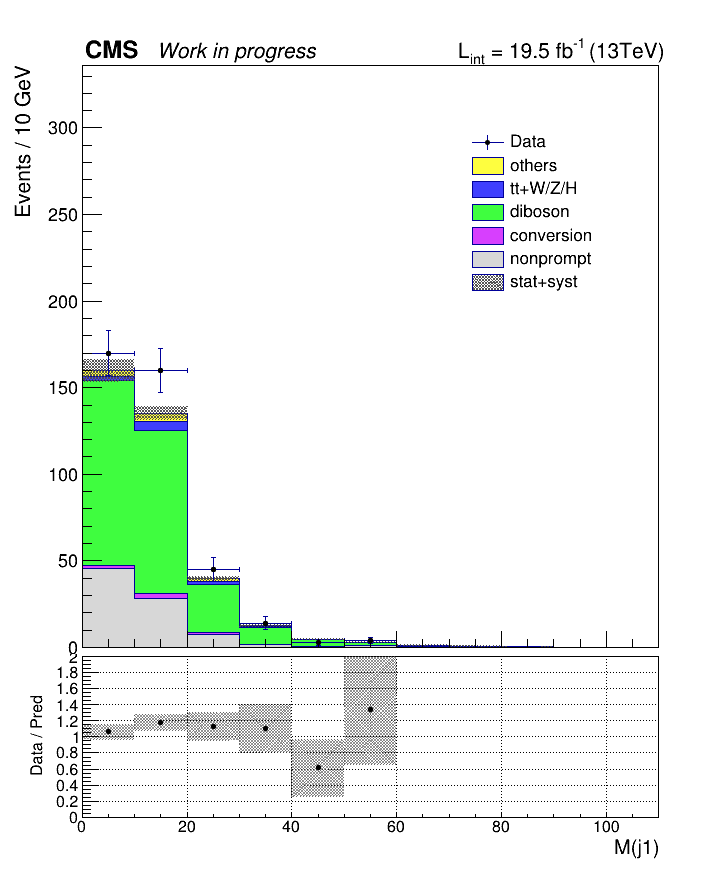 CMS Work in progress L_int = 19.5 fb^-1 (13TeV)
Events / 10 GeV
300
250
200
150
100
50
0
Data
others
tt+W/Z/H
diboson
conversion
nonprompt
stat+syst
Data / Pred
2
1.8
1.6
1.4
1.2
1
0.8
0.6
0.4
0.2
0
0 20 40 60 80 100
M(j1)